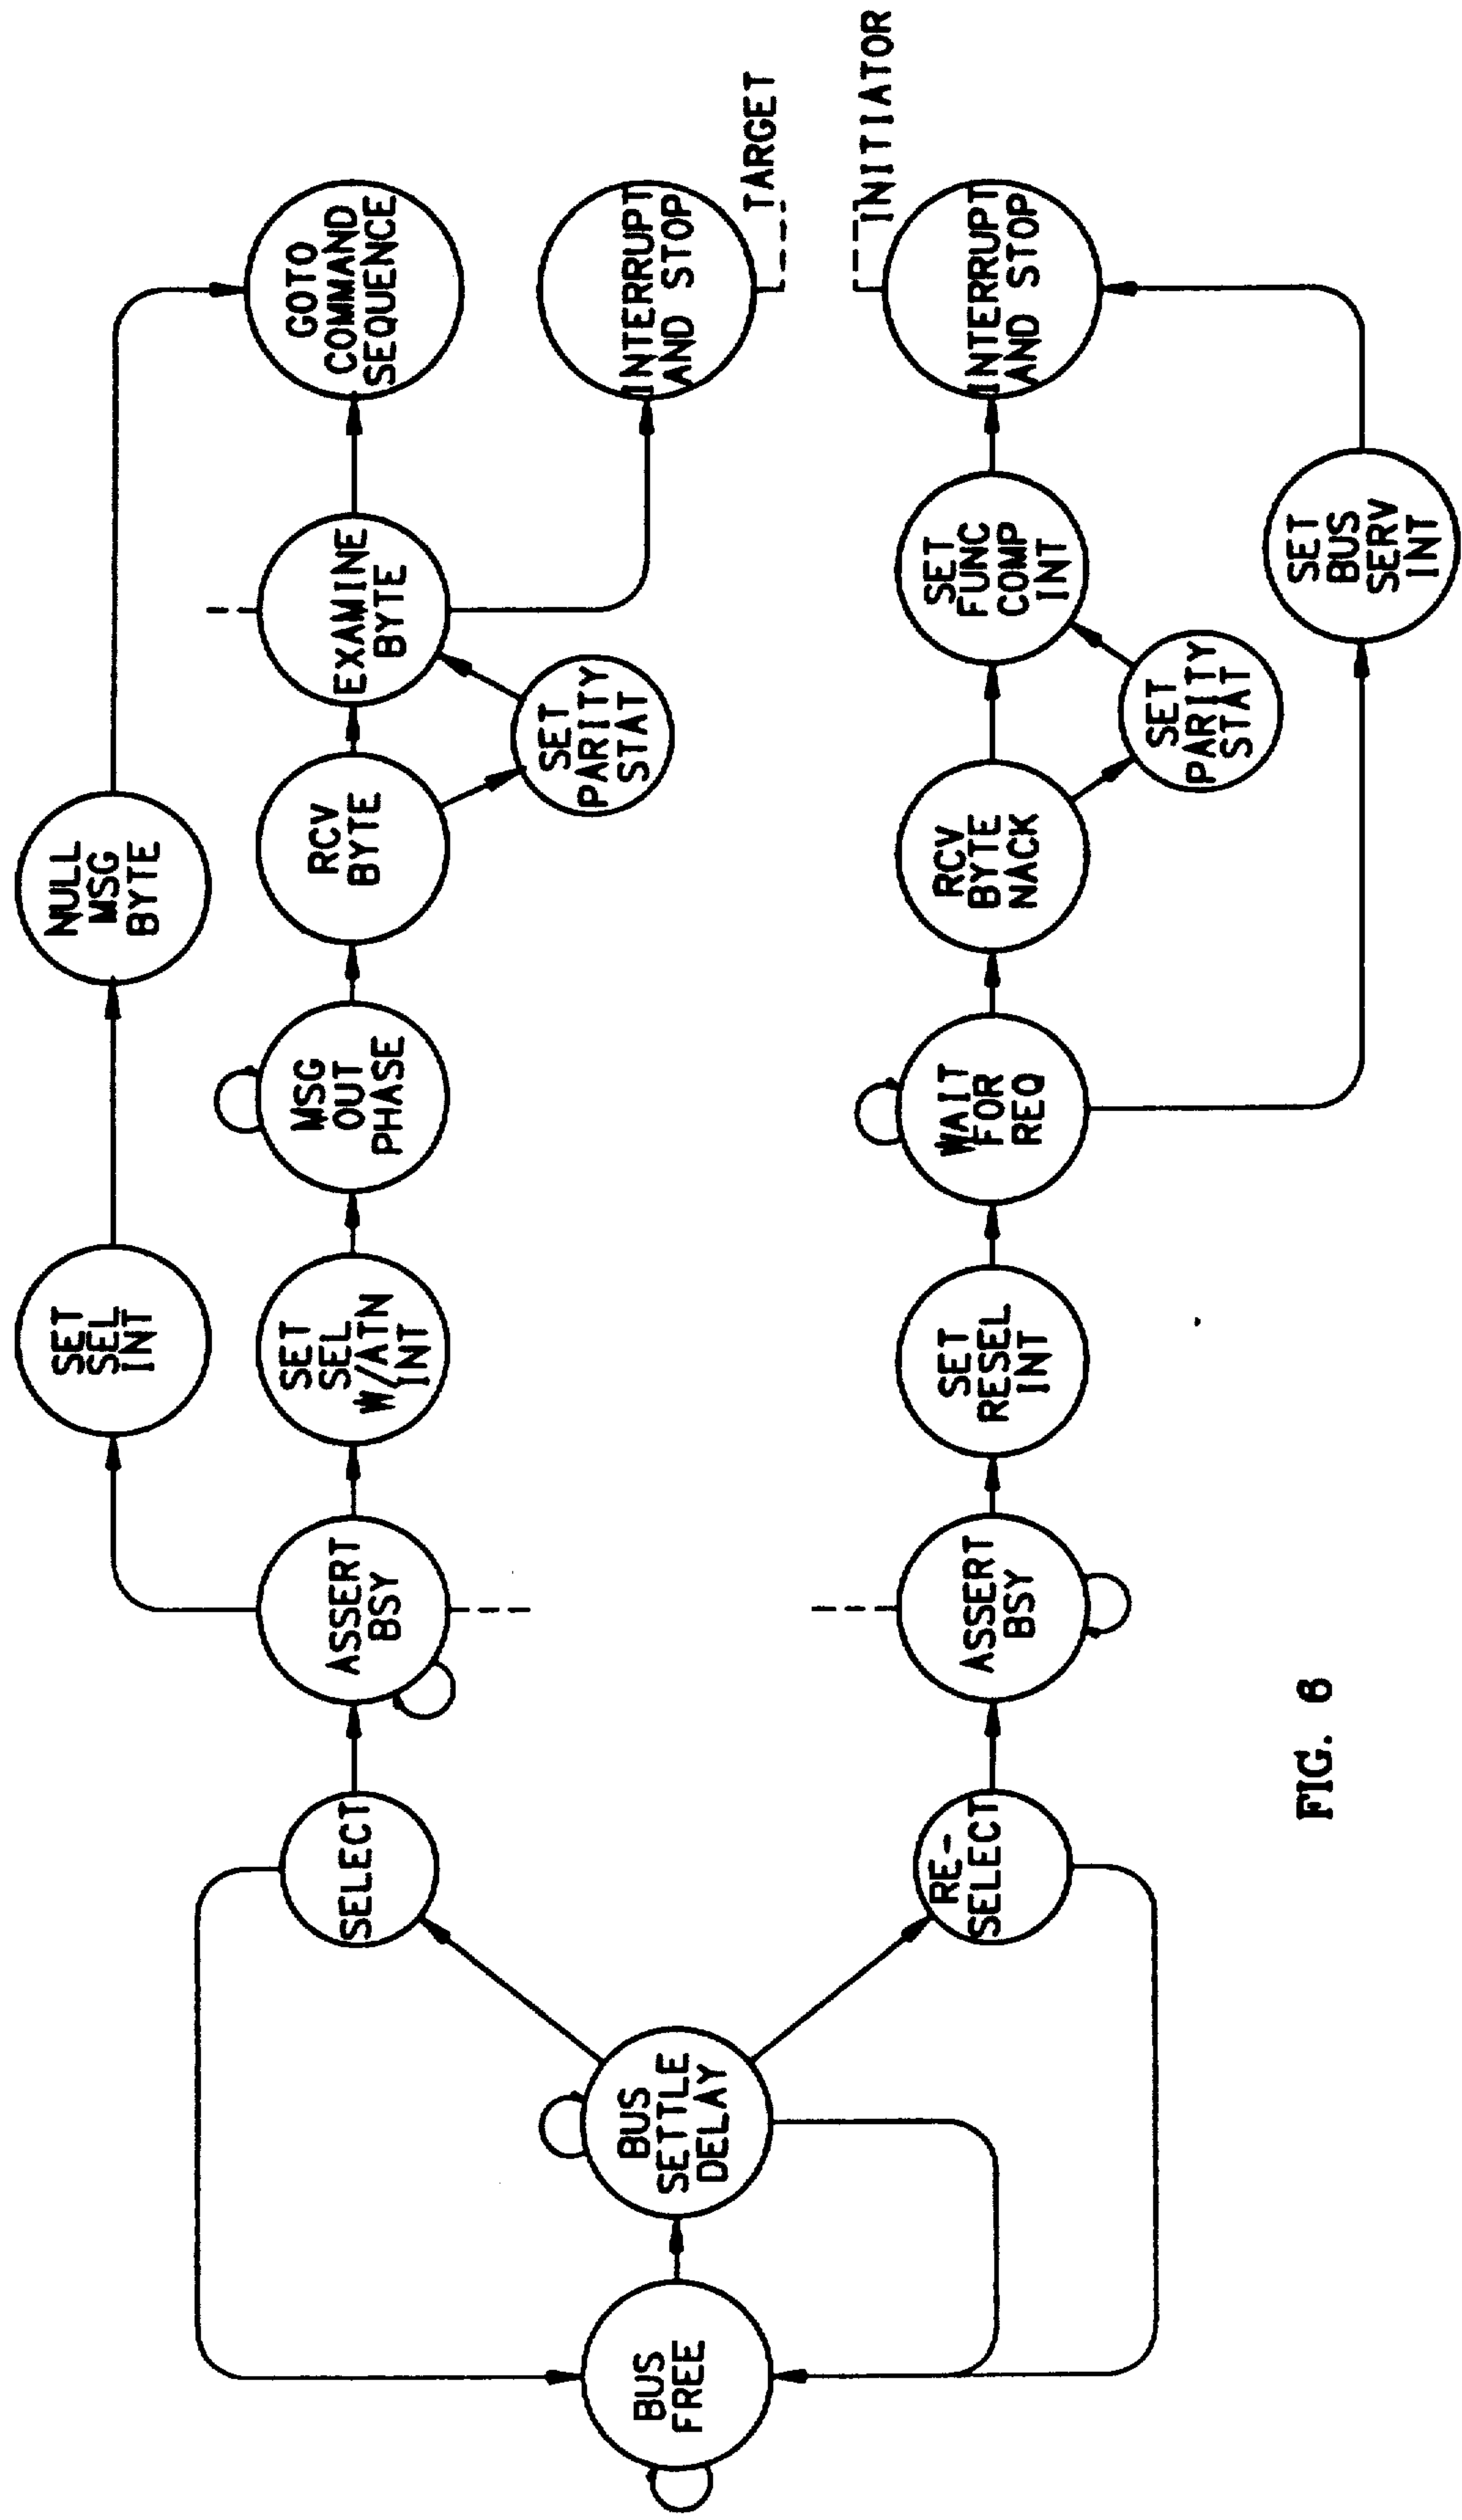 BUS
FREE
BUS
SETTLE
DELAY
SELECT
ASSERT
BSY
SET
SEL
INT
NULL
MSG
BYTE
SET
SEL
W/ATN
INT
MSG
OUT
PHASE
RCV
BYTE
SET
PARITY
STAT
EXAMINE
BYTE
GOTO
COMMAND
SEQUENCE
INTERRUPT
AND STOP
TARGET
INITIATOR
RE-
SELECT
ASSERT
BSY
SET
RESEL
INT
WAIT
FOR
REQ
RCV
BYTE
NACK
SET
PARITY
STAT
SET
FUNC
COMP
INT
INTERRUPT
AND STOP
SET
BUS
SERV
INT
FIG. 6